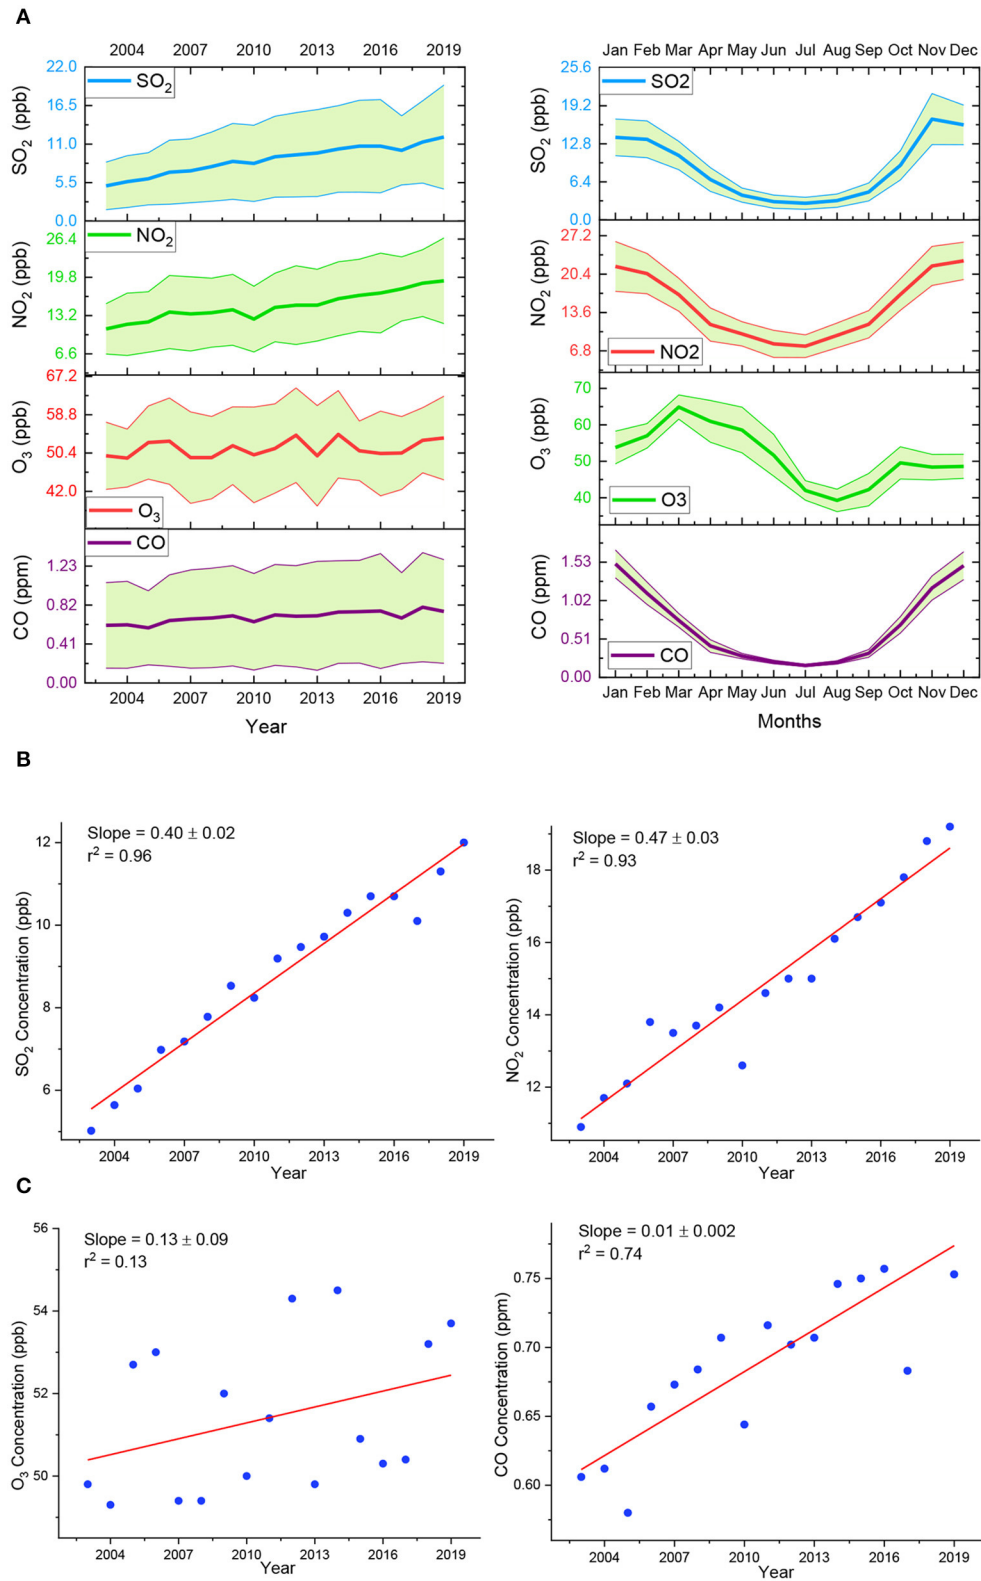 A
2004 2007 2010 2013 2016 2019
22.0
16.5
11.0
5.5
0.0
SO2 (ppb)
SO2
26.4
19.8
13.2
6.6
NO2 (ppb)
NO2
67.2
58.8
50.4
42.0
O3 (ppb)
O3
1.23
0.82
0.41
0.00
CO (ppm)
CO
2004 2007 2010 2013 2016 2019
Year
Jan Feb Mar Apr May Jun Jul Aug Sep Oct Nov Dec
25.6
19.2
12.8
6.4
0.0
SO2 (ppb)
SO2
27.2
20.4
13.6
6.8
NO2 (ppb)
NO2
70
60
50
40
O3 (ppb)
O3
1.53
1.02
0.51
0.00
CO (ppm)
CO
Jan Feb Mar Apr May Jun Jul Aug Sep Oct Nov Dec
Months
B
Slope = 0.40 ± 0.02
r2 = 0.96
12
10
8
6
SO2 Concentration (ppb)
2004 2007 2010 2013 2016 2019
Year
Slope = 0.47 ± 0.03
r2 = 0.93
18
16
14
12
NO2 Concentration (ppb)
2004 2007 2010 2013 2016 2019
Year
C
Slope = 0.13 ± 0.09
r2 = 0.13
56
54
52
50
O3 Concentration (ppb)
2004 2007 2010 2013 2016 2019
Year
Slope = 0.01 ± 0.002
r2 = 0.74
0.75
0.70
0.65
0.60
CO Concentration (ppm)
2004 2007 2010 2013 2016 2019
Year